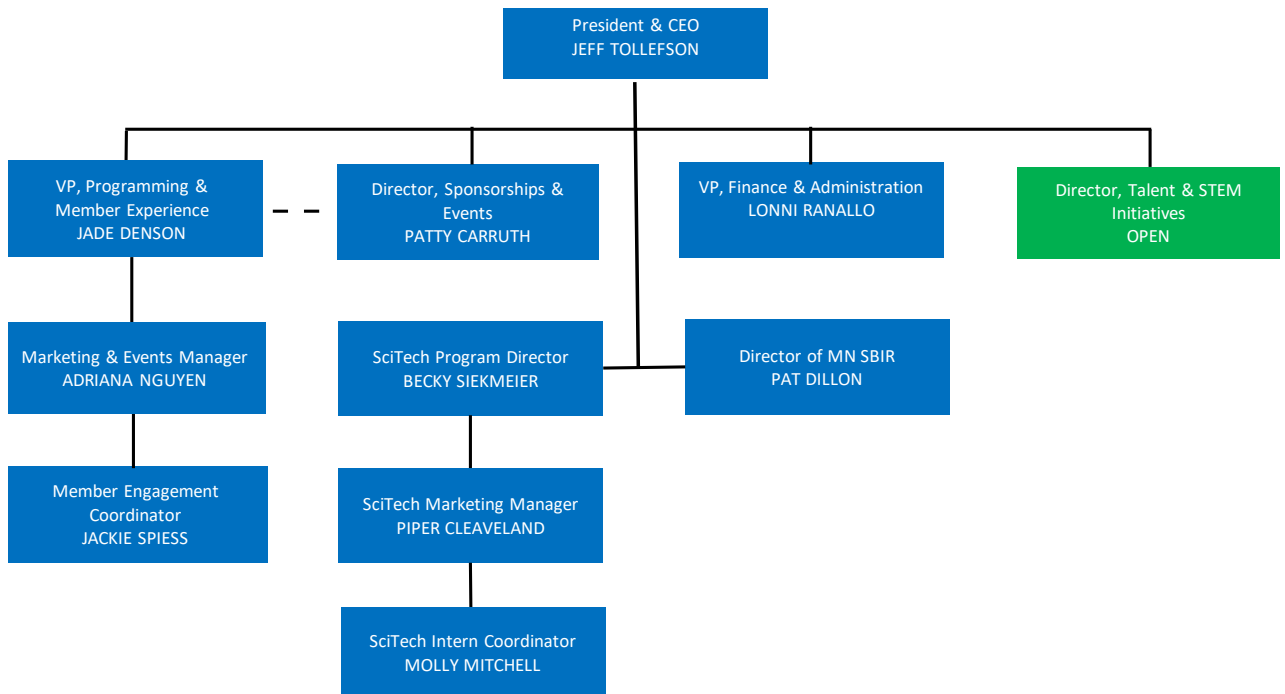 President & CEO
JEFF TOLLEFSON
VP, Programming &
Member Experience
JADE DENSON
Director, Sponsorships &
Events
PATTY CARRUTH
VP, Finance & Administration
LONNI RANALLO
Director, Talent & STEM
Initiatives
OPEN
Marketing & Events Manager
ADRIANA NGUYEN
SciTech Program Director
BECKY SIEKMEIER
Director of MN SBIR
PAT DILLON
Member Engagement
Coordinator
JACKIE SPIESS
SciTech Marketing Manager
PIPER CLEAVELAND
SciTech Intern Coordinator
MOLLY MITCHELL